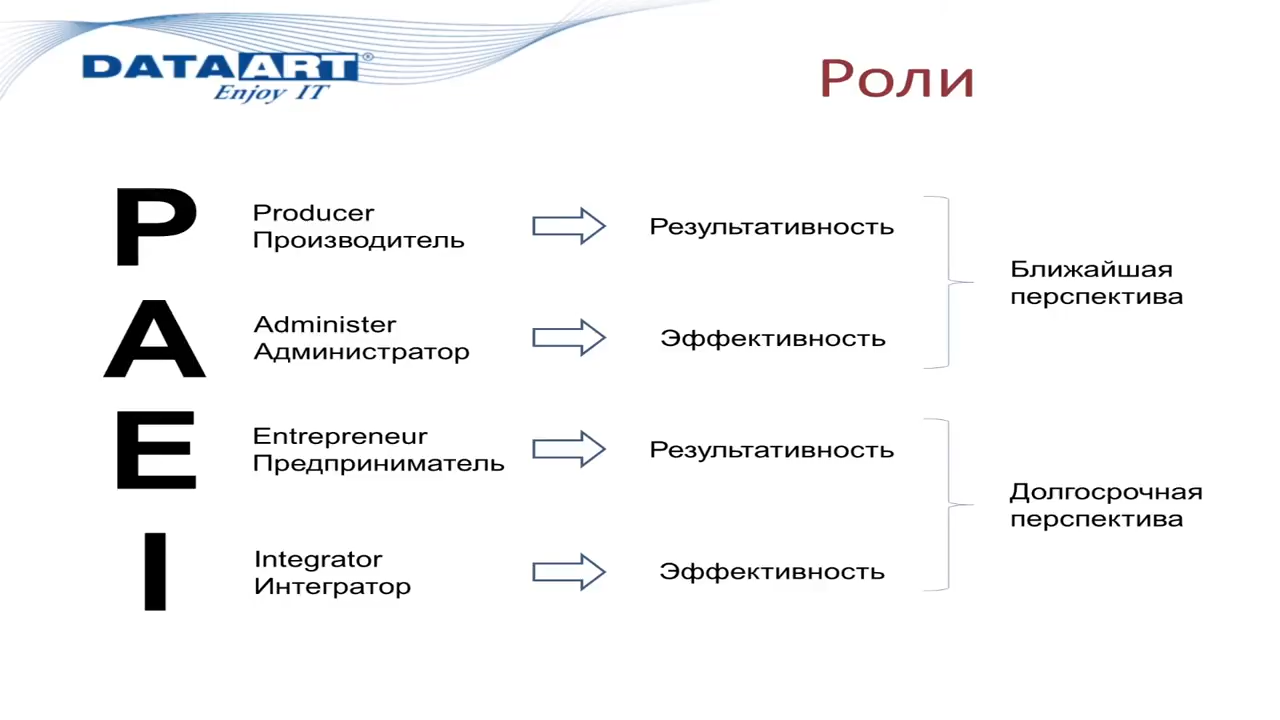 DATAART®
Enjoy IT
Роли
P
Producer
Производитель
Результативность
A
Administer
Администратор
Эффективность
Ближайшая
перспектива
E
Entrepreneur
Предприниматель
Результативность
I
Integrator
Интегратор
Эффективность
Долгосрочная
перспектива